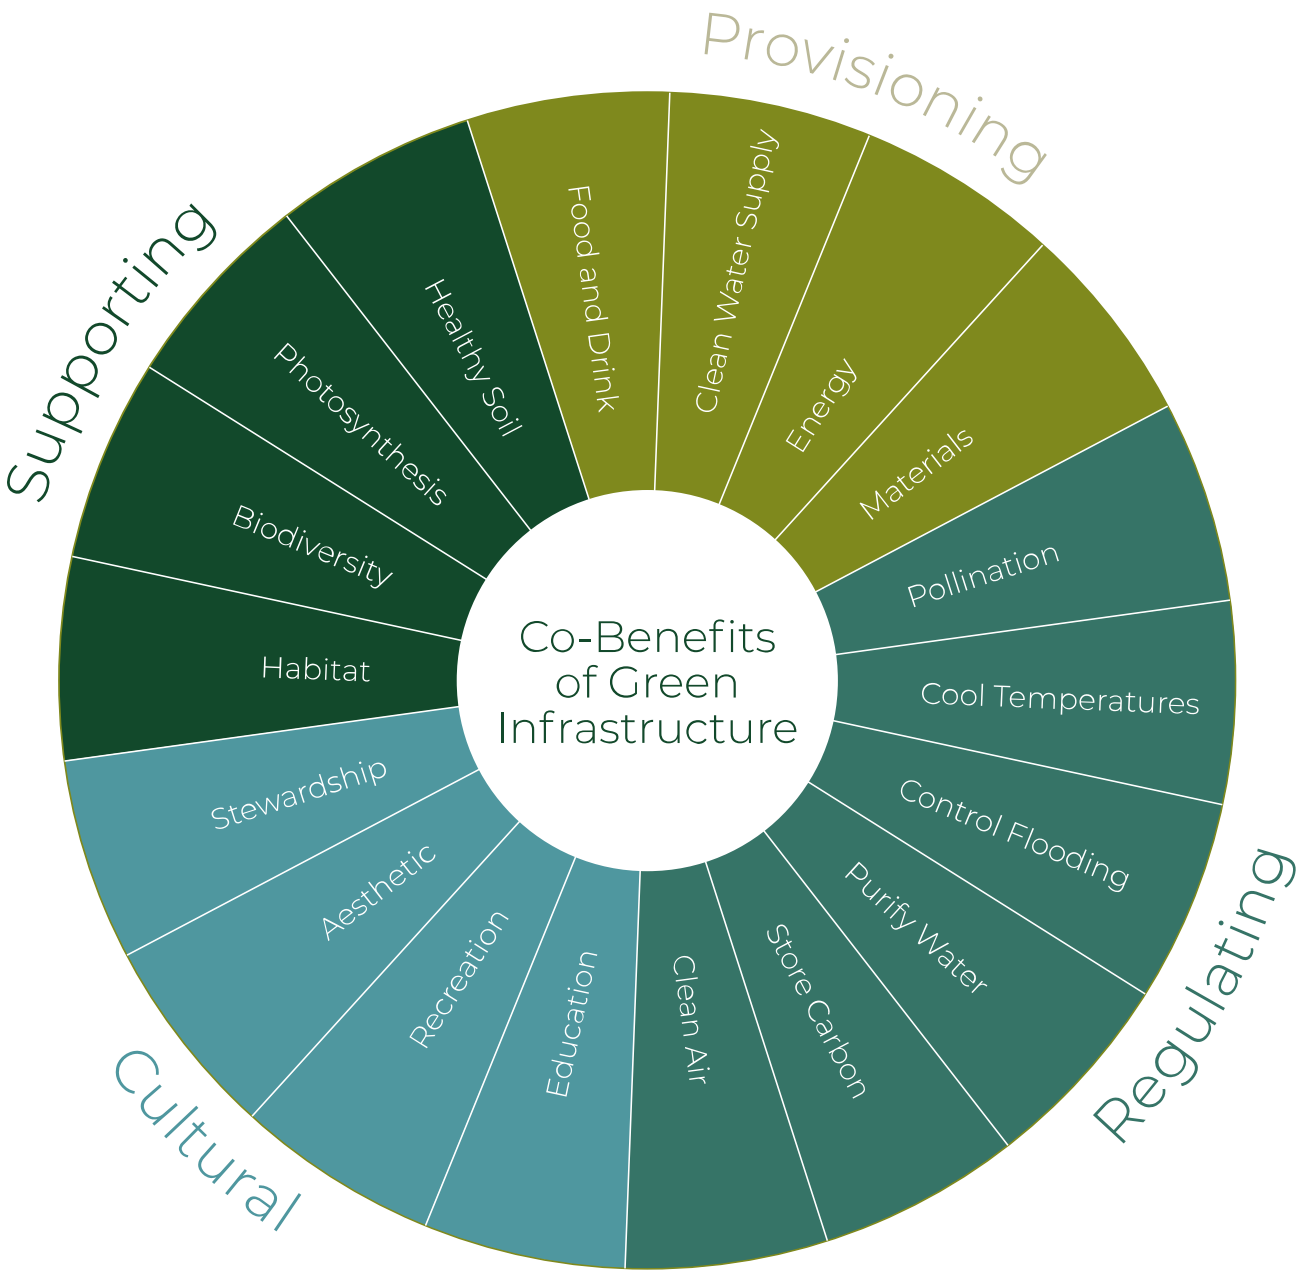 Co-Benefits
of Green
Infrastructure
Provisioning
Food and Drink
Clean Water Supply
Energy
Materials
Regulating
Pollination
Cool Temperatures
Control Flooding
Purify Water
Store Carbon
Clean Air
Cultural
Education
Recreation
Aesthetic
Stewardship
Supporting
Habitat
Biodiversity
Photosynthesis
Healthy Soil